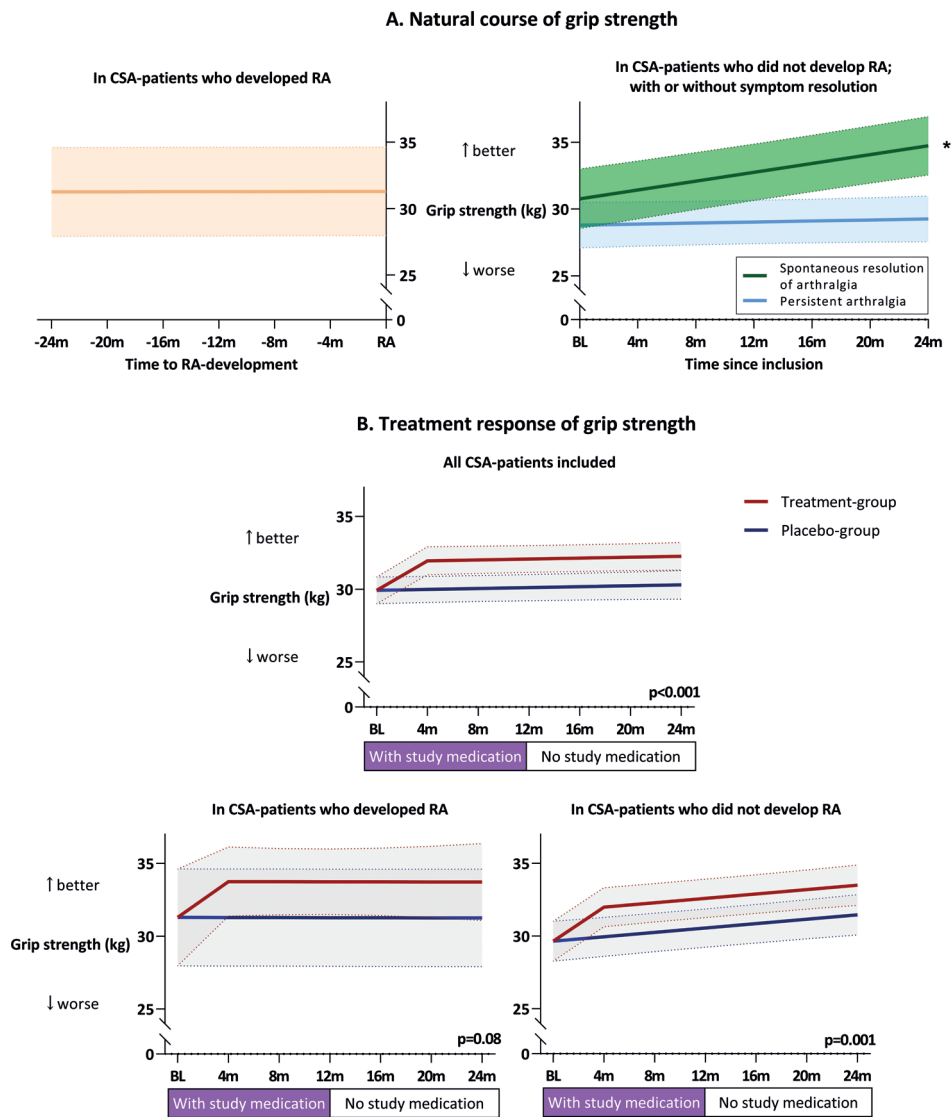 A. Natural course of grip strength
In CSA-patients who developed RA
35
30
25
0
-24m -20m -16m -12m -8m -4m RA
Time to RA-development
↑ better
Grip strength (kg)
↓ worse
In CSA-patients who did not develop RA;
with or without symptom resolution
35
30
25
0
*
Spontaneous resolution
of arthralgia
Persistent arthralgia
BL 4m 8m 12m 16m 20m 24m
Time since inclusion
B. Treatment response of grip strength
All CSA-patients included
↑ better
Grip strength (kg)
↓ worse
35
30
25
0
p<0.001
BL 4m 8m 12m 16m 20m 24m
With study medication No study medication
Treatment-group
Placebo-group
In CSA-patients who developed RA
↑ better
Grip strength (kg)
↓ worse
35
30
25
0
p=0.08
BL 4m 8m 12m 16m 20m 24m
With study medication No study medication
In CSA-patients who did not develop RA
35
30
25
0
p=0.001
BL 4m 8m 12m 16m 20m 24m
With study medication No study medication